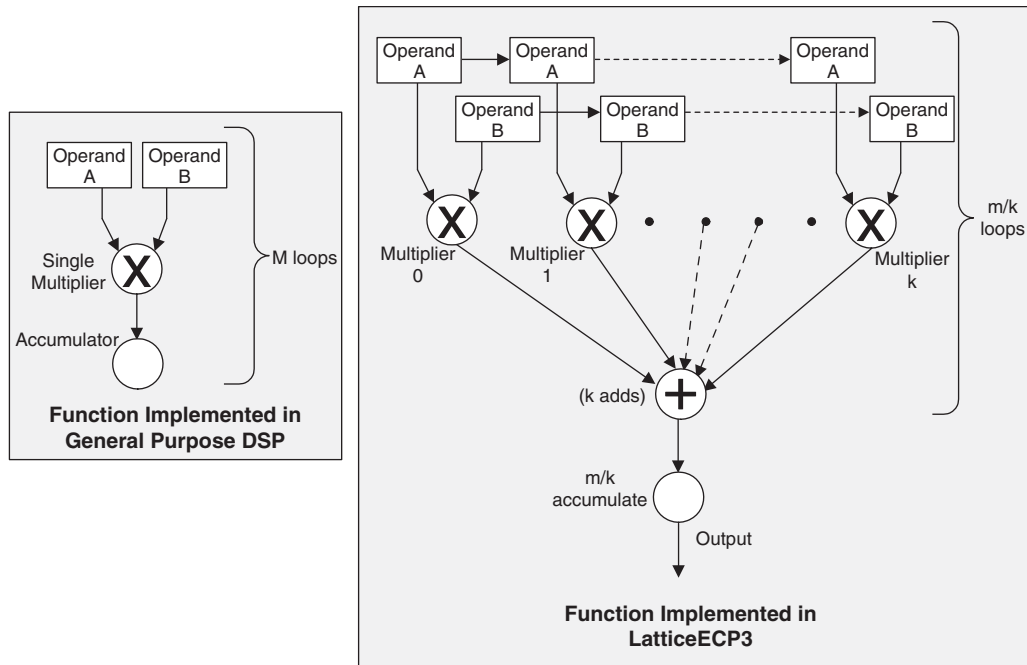 Operand
A
Operand
B
Single
Multiplier
X
Accumulator
M loops
Function Implemented in
General Purpose DSP
Operand
A
Operand
A
Operand
A
Operand
B
Operand
B
Operand
B
X
X
X
Multiplier
0
Multiplier
1
Multiplier
k
m/k
loops
(k adds)
+
m/k
accumulate
Output
Function Implemented in
LatticeECP3